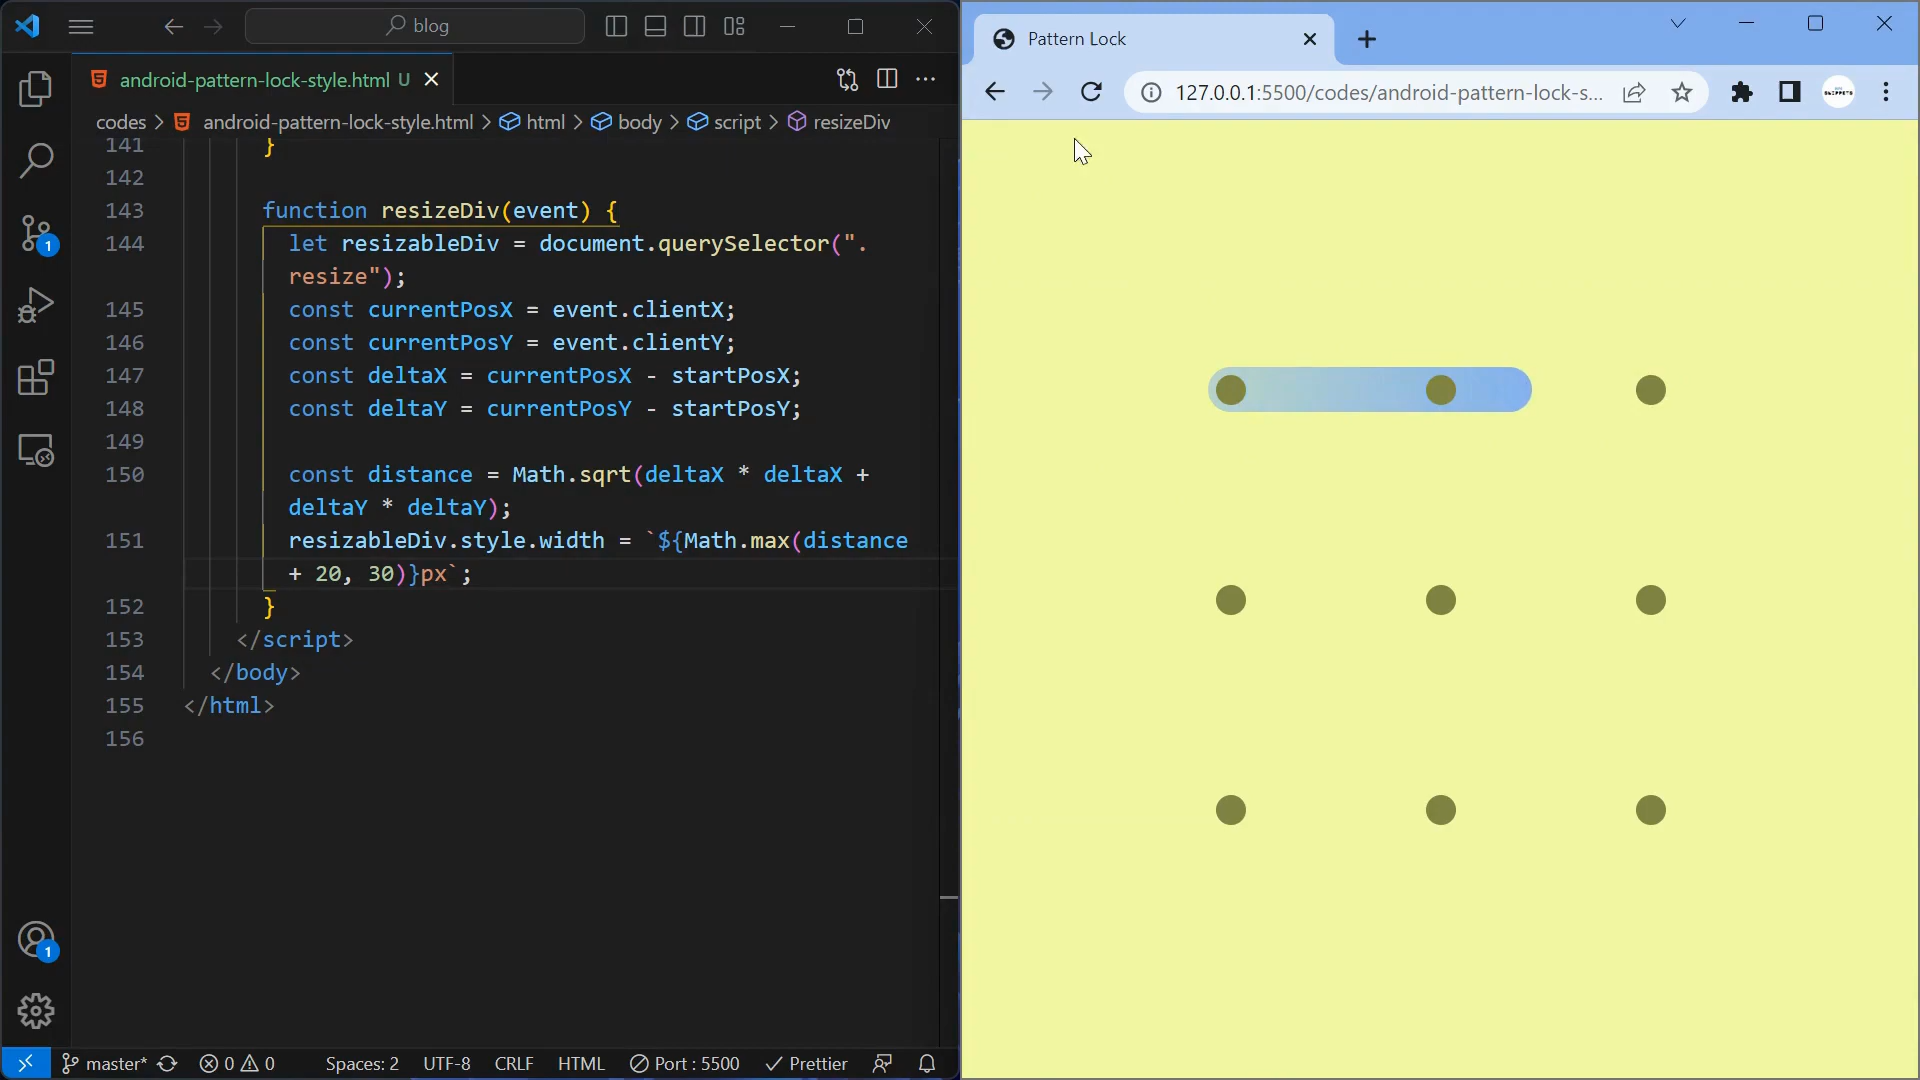 blog
android-pattern-lock-style.html U
codes > android-pattern-lock-style.html > html > body > script > resizeDiv
141 }
142
143 function resizeDiv(event) {
144 let resizableDiv = document.querySelector(".
resize");
145 const currentPosX = event.clientX;
146 const currentPosY = event.clientY;
147 const deltaX = currentPosX - startPosX;
148 const deltaY = currentPosY - startPosY;
149
150 const distance = Math.sqrt(deltaX * deltaX +
deltaY * deltaY);
151 resizableDiv.style.width = `${Math.max(distance
+ 20, 30)}px`;
152 }
153 </script>
154 </body>
155 </html>
156
1
1
master* 0 0 Spaces: 2 UTF-8 CRLF HTML Port : 5500 Prettier
Pattern Lock
127.0.0.1:5500/codes/android-pattern-lock-s...